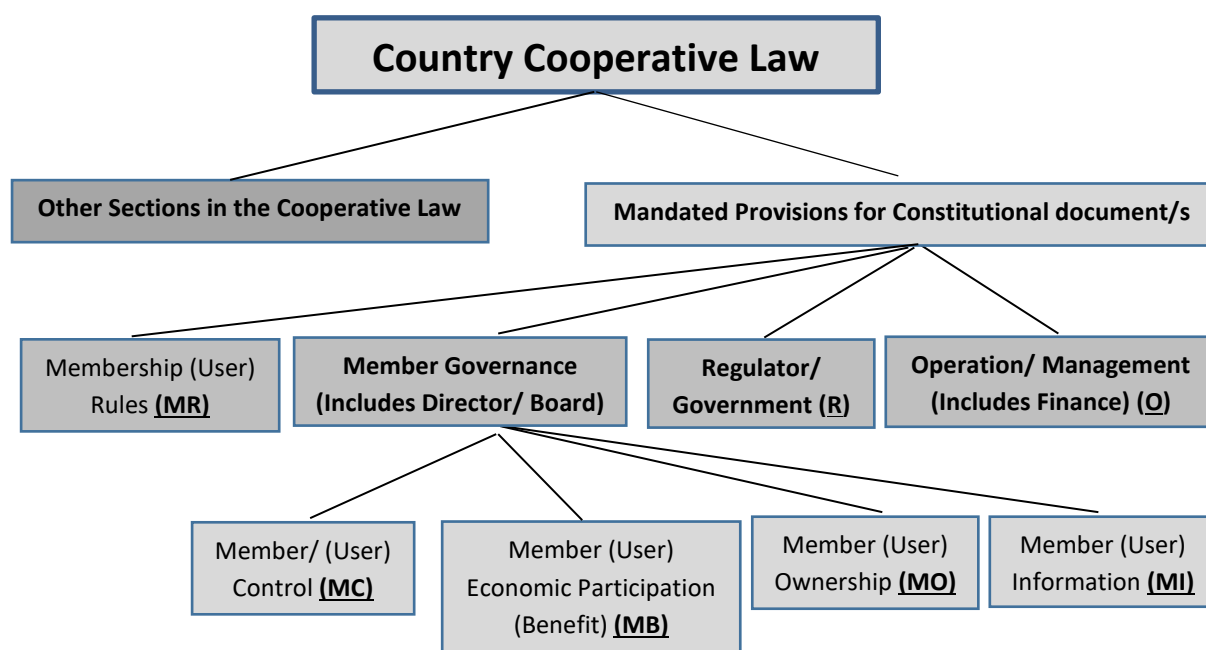 Country Cooperative Law
Other Sections in the Cooperative Law
Mandated Provisions for Constitutional document/s
Membership (User)
Rules (MR)
Member Governance
(Includes Director/ Board)
Regulator/
Government (R)
Operation/ Management
(Includes Finance) (O)
Member/ (User)
Control (MC)
Member (User)
Economic Participation
(Benefit) (MB)
Member (User)
Ownership (MO)
Member (User)
Information (MI)